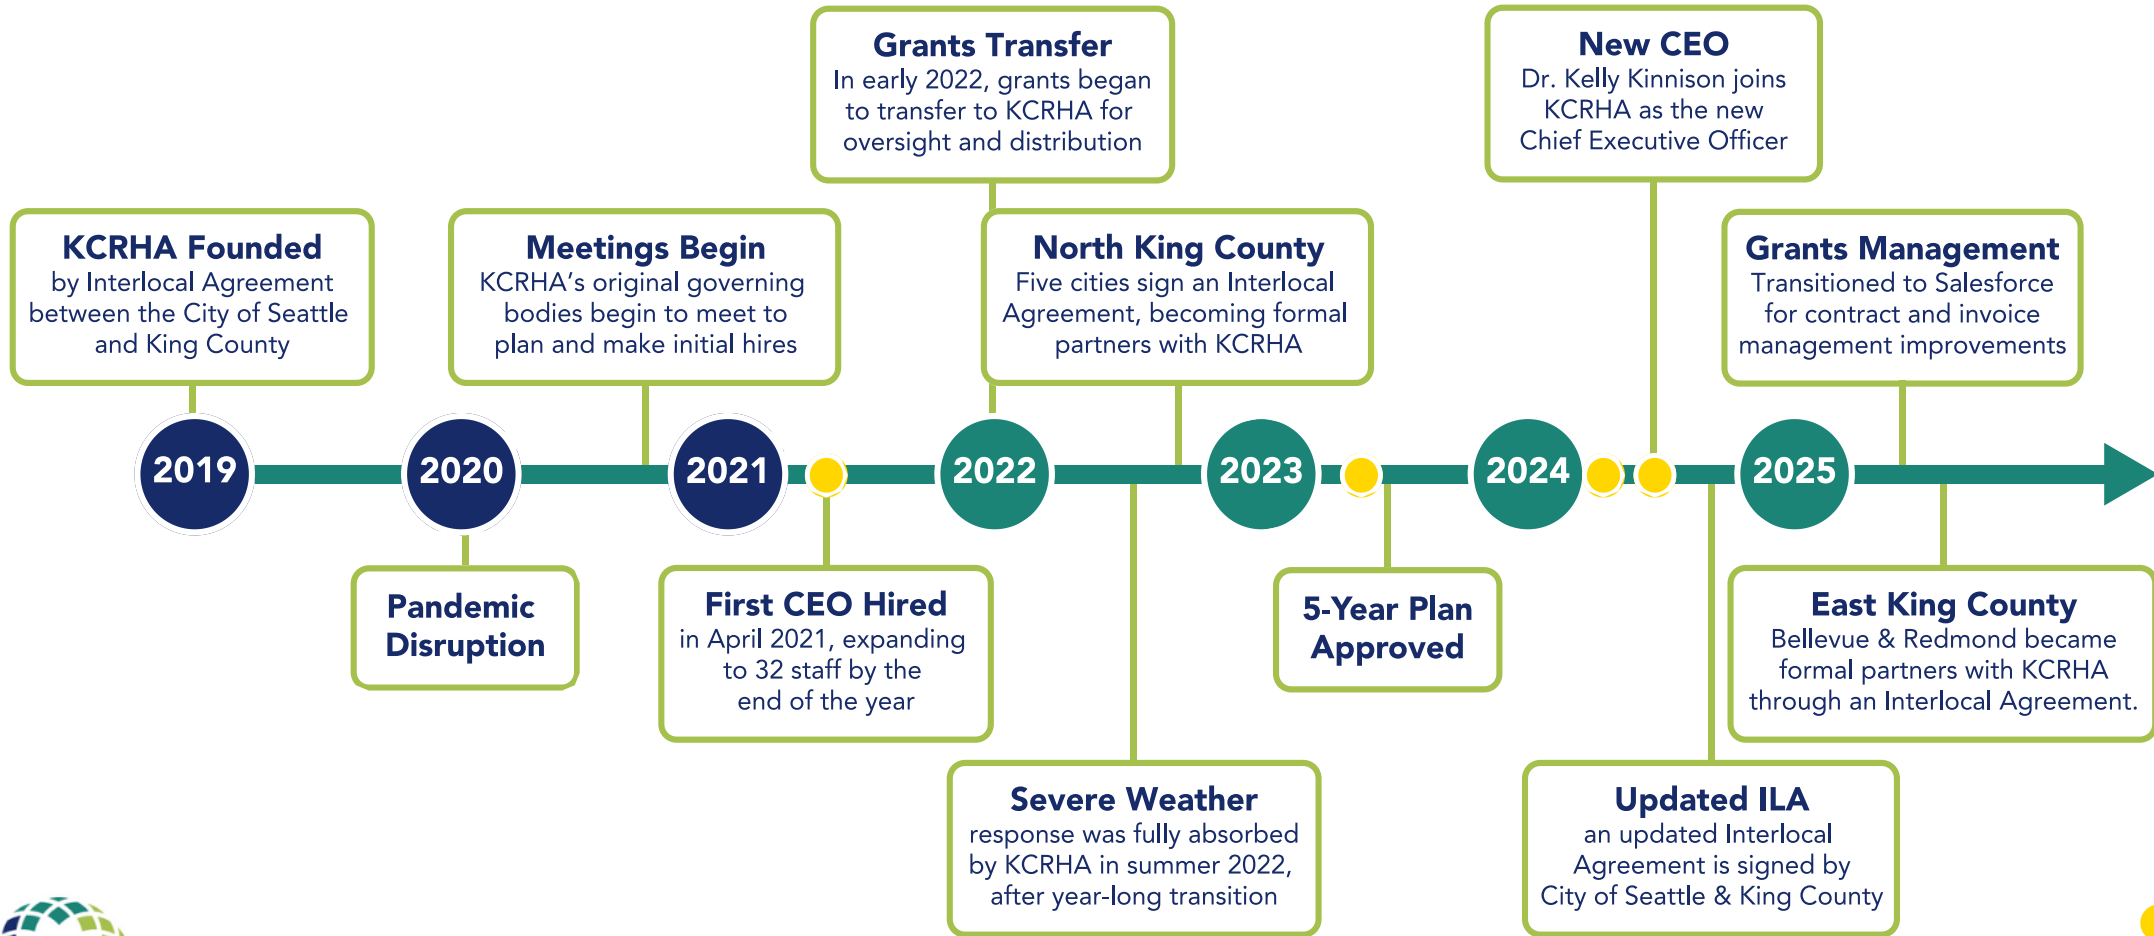 Grants Transfer
In early 2022, grants began
to transfer to KCRHA for
oversight and distribution
New CEO
Dr. Kelly Kinnison joins
KCRHA as the new
Chief Executive Officer
KCRHA Founded
by Interlocal Agreement
between the City of Seattle
and King County
Meetings Begin
KCRHA's original governing
bodies begin to meet to
plan and make initial hires
North King County
Five cities sign an Interlocal
Agreement, becoming formal
partners with KCRHA
Grants Management
Transitioned to Salesforce
for contract and invoice
management improvements
2019
2020
2021
2022
2023
2024
2025
Pandemic
Disruption
First CEO Hired
in April 2021, expanding
to 32 staff by the
end of the year
5-Year Plan
Approved
East King County
Bellevue & Redmond became
formal partners with KCRHA
through an Interlocal Agreement.
Severe Weather
response was fully absorbed
by KCRHA in summer 2022,
after year-long transition
Updated ILA
an updated Interlocal
Agreement is signed by
City of Seattle & King County